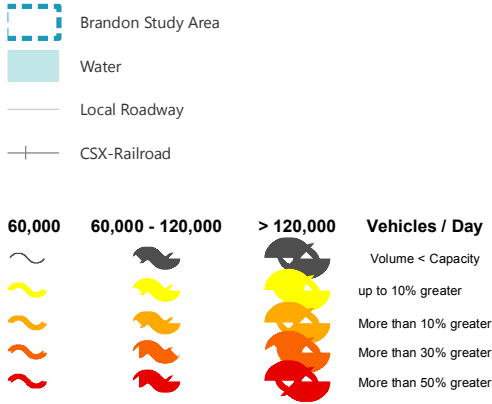 Brandon Study Area
Water
Local Roadway
CSX-Railroad
60,000 60,000 - 120,000 > 120,000 Vehicles / Day
Volume < Capacity
up to 10% greater
More than 10% greater
More than 30% greater
More than 50% greater